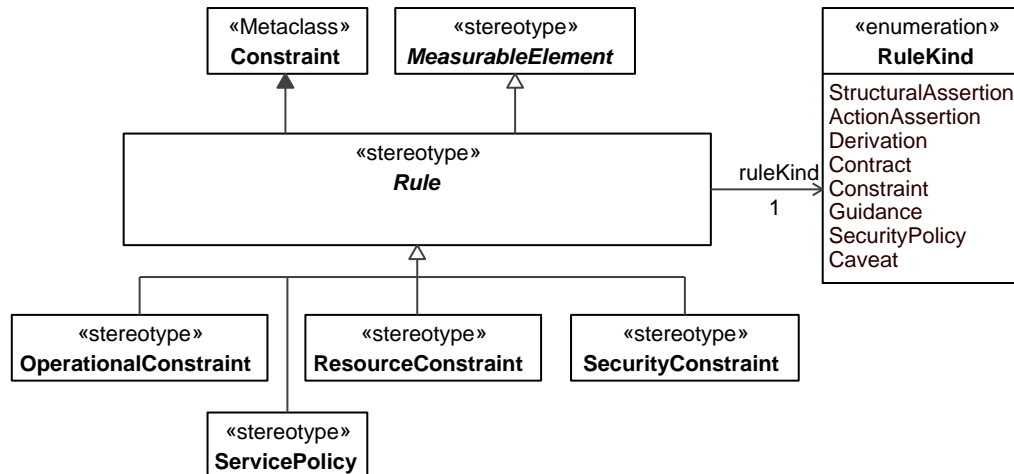 «Metaclass»
Constraint
«stereotype»
MeasurableElement
«enumeration»
RuleKind
StructuralAssertion
ActionAssertion
Derivation
Contract
Constraint
Guidance
SecurityPolicy
Caveat
«stereotype»
Rule
ruleKind
1
«stereotype»
OperationalConstraint
«stereotype»
ResourceConstraint
«stereotype»
SecurityConstraint
«stereotype»
ServicePolicy